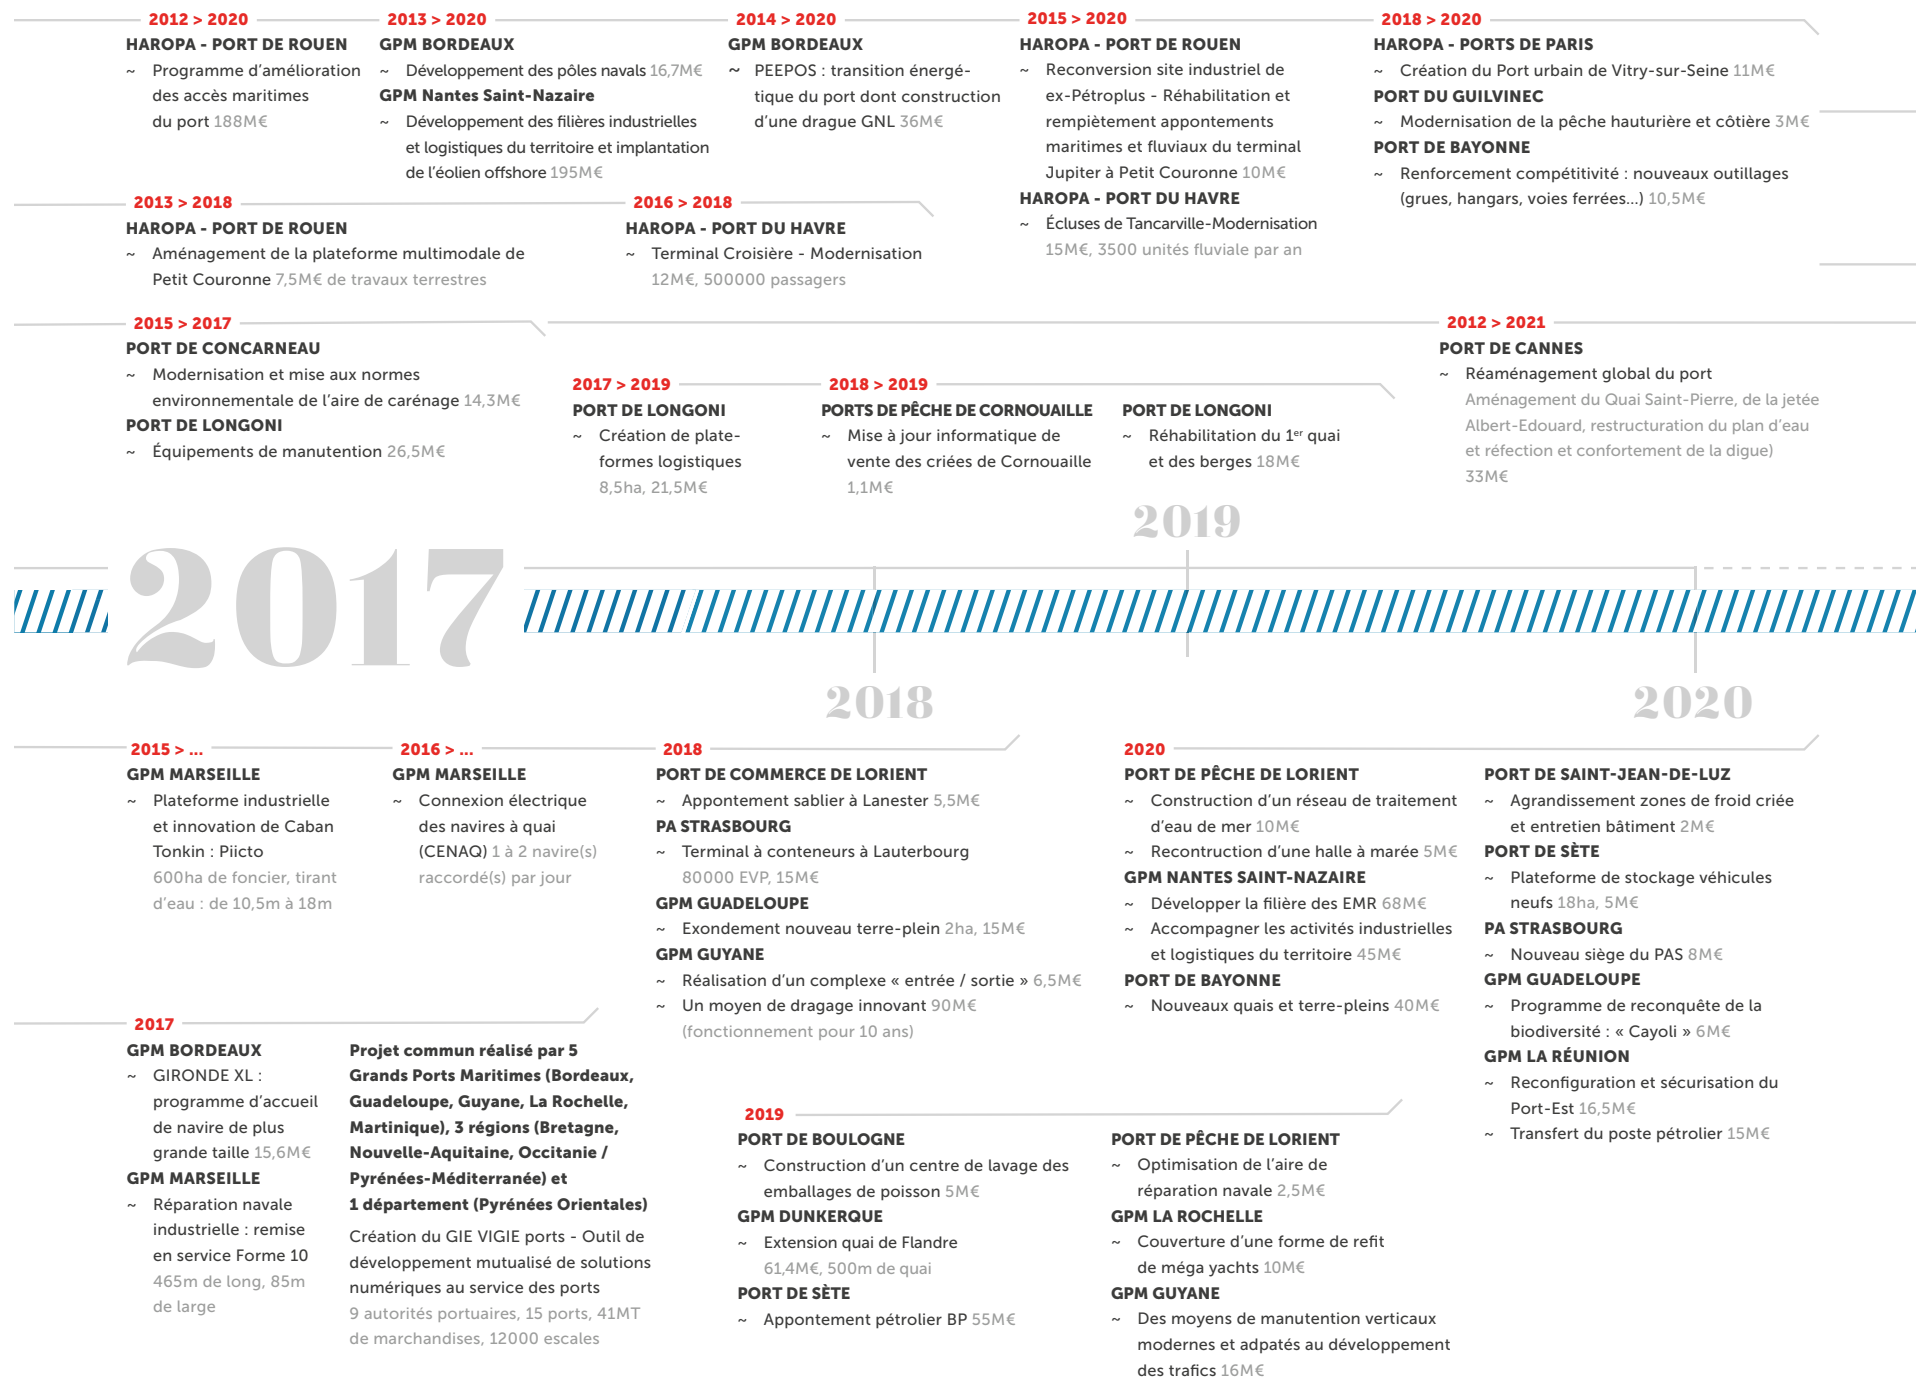 2012 > 2020
HAROPA - PORT DE ROUEN
~ Programme d'amélioration
des accès maritimes
du port 188M€
2013 > 2020
GPM BORDEAUX
~ Développement des pôles navals 16,7M€
GPM Nantes Saint-Nazaire
~ Développement des filières industrielles
et logistiques du territoire et implantation
de l'éolien offshore 195M€
2014 > 2020
GPM BORDEAUX
~ PEEPOS : transition énergé-
tique du port dont construction
d'une drague GNL 36M€
2015 > 2020
HAROPA - PORT DE ROUEN
~ Reconversion site industriel de
ex-Pétroplus - Réhabilitation et
rempiètement appontements
maritimes et fluviaux du terminal
Jupiter à Petit Couronne 10M€
HAROPA - PORT DU HAVRE
~ Écluses de Tancarville-Modernisation
15M€, 3500 unités fluviale par an
2018 > 2020
HAROPA - PORTS DE PARIS
~ Création du Port urbain de Vitry-sur-Seine 11M€
PORT DU GUILVINEC
~ Modernisation de la pêche hauturière et côtière 3M€
PORT DE BAYONNE
~ Renforcement compétitivité : nouveaux outillages
(grues, hangars, voies ferrées...) 10,5M€
2013 > 2018
HAROPA - PORT DE ROUEN
~ Aménagement de la plateforme multimodale de
Petit Couronne 7,5M€ de travaux terrestres
2016 > 2018
HAROPA - PORT DU HAVRE
~ Terminal Croisière - Modernisation
12M€, 500000 passagers
2015 > 2017
PORT DE CONCARNEAU
~ Modernisation et mise aux normes
environnementale de l'aire de carénage 14,3M€
PORT DE LONGONI
~ Équipements de manutention 26,5M€
2017 > 2019
PORT DE LONGONI
~ Création de plate-
formes logistiques
8,5ha, 21,5M€
2018 > 2019
PORTS DE PÊCHE DE CORNOUAILLE
~ Mise à jour informatique de
vente des criées de Cornouaille
1,1M€
PORT DE LONGONI
~ Réhabilitation du 1er quai
et des berges 18M€
2012 > 2021
PORT DE CANNES
~ Réaménagement global du port
Aménagement du Quai Saint-Pierre, de la jetée
Albert-Edouard, restructuration du plan d'eau
et réfection et confortement de la digue)
33M€
2019
2017
2018
2020
2015 > ...
GPM MARSEILLE
~ Plateforme industrielle
et innovation de Caban
Tonkin : Piicto
600ha de foncier, tirant
d'eau : de 10,5m à 18m
2016 > ...
GPM MARSEILLE
~ Connexion électrique
des navires à quai
(CENAQ) 1 à 2 navire(s)
raccordé(s) par jour
2018
PORT DE COMMERCE DE LORIENT
~ Appontement sablier à Lanester 5,5M€
PA STRASBOURG
~ Terminal à conteneurs à Lauterbourg
80000 EVP, 15M€
GPM GUADELOUPE
~ Exondement nouveau terre-plein 2ha, 15M€
GPM GUYANE
~ Réalisation d'un complexe « entrée / sortie » 6,5M€
~ Un moyen de dragage innovant 90M€
(fonctionnement pour 10 ans)
2020
PORT DE PÊCHE DE LORIENT
~ Construction d'un réseau de traitement
d'eau de mer 10M€
~ Recontruction d'une halle à marée 5M€
GPM NANTES SAINT-NAZAIRE
~ Développer la filière des EMR 68M€
~ Accompagner les activités industrielles
et logistiques du territoire 45M€
PORT DE BAYONNE
~ Nouveaux quais et terre-pleins 40M€
PORT DE SAINT-JEAN-DE-LUZ
~ Agrandissement zones de froid criée
et entretien bâtiment 2M€
PORT DE SÈTE
~ Plateforme de stockage véhicules
neufs 18ha, 5M€
PA STRASBOURG
~ Nouveau siège du PAS 8M€
GPM GUADELOUPE
~ Programme de reconquête de la
biodiversité : « Cayoli » 6M€
GPM LA RÉUNION
~ Reconfiguration et sécurisation du
Port-Est 16,5M€
~ Transfert du poste pétrolier 15M€
2017
GPM BORDEAUX
~ GIRONDE XL :
programme d'accueil
de navire de plus
grande taille 15,6M€
GPM MARSEILLE
~ Réparation navale
industrielle : remise
en service Forme 10
465m de long, 85m
de large
Projet commun réalisé par 5
Grands Ports Maritimes (Bordeaux,
Guadeloupe, Guyane, La Rochelle,
Martinique), 3 régions (Bretagne,
Nouvelle-Aquitaine, Occitanie /
Pyrénées-Méditerranée) et
1 département (Pyrénées Orientales)
Création du GIE VIGIE ports - Outil de
développement mutualisé de solutions
numériques au service des ports
9 autorités portuaires, 15 ports, 41MT
de marchandises, 12000 escales
2019
PORT DE BOULOGNE
~ Construction d'un centre de lavage des
emballages de poisson 5M€
GPM DUNKERQUE
~ Extension quai de Flandre
61,4M€, 500m de quai
PORT DE SÈTE
~ Appontement pétrolier BP 55M€
PORT DE PÊCHE DE LORIENT
~ Optimisation de l'aire de
réparation navale 2,5M€
GPM LA ROCHELLE
~ Couverture d'une forme de refit
de méga yachts 10M€
GPM GUYANE
~ Des moyens de manutention verticaux
modernes et adpatés au développement
des trafics 16M€